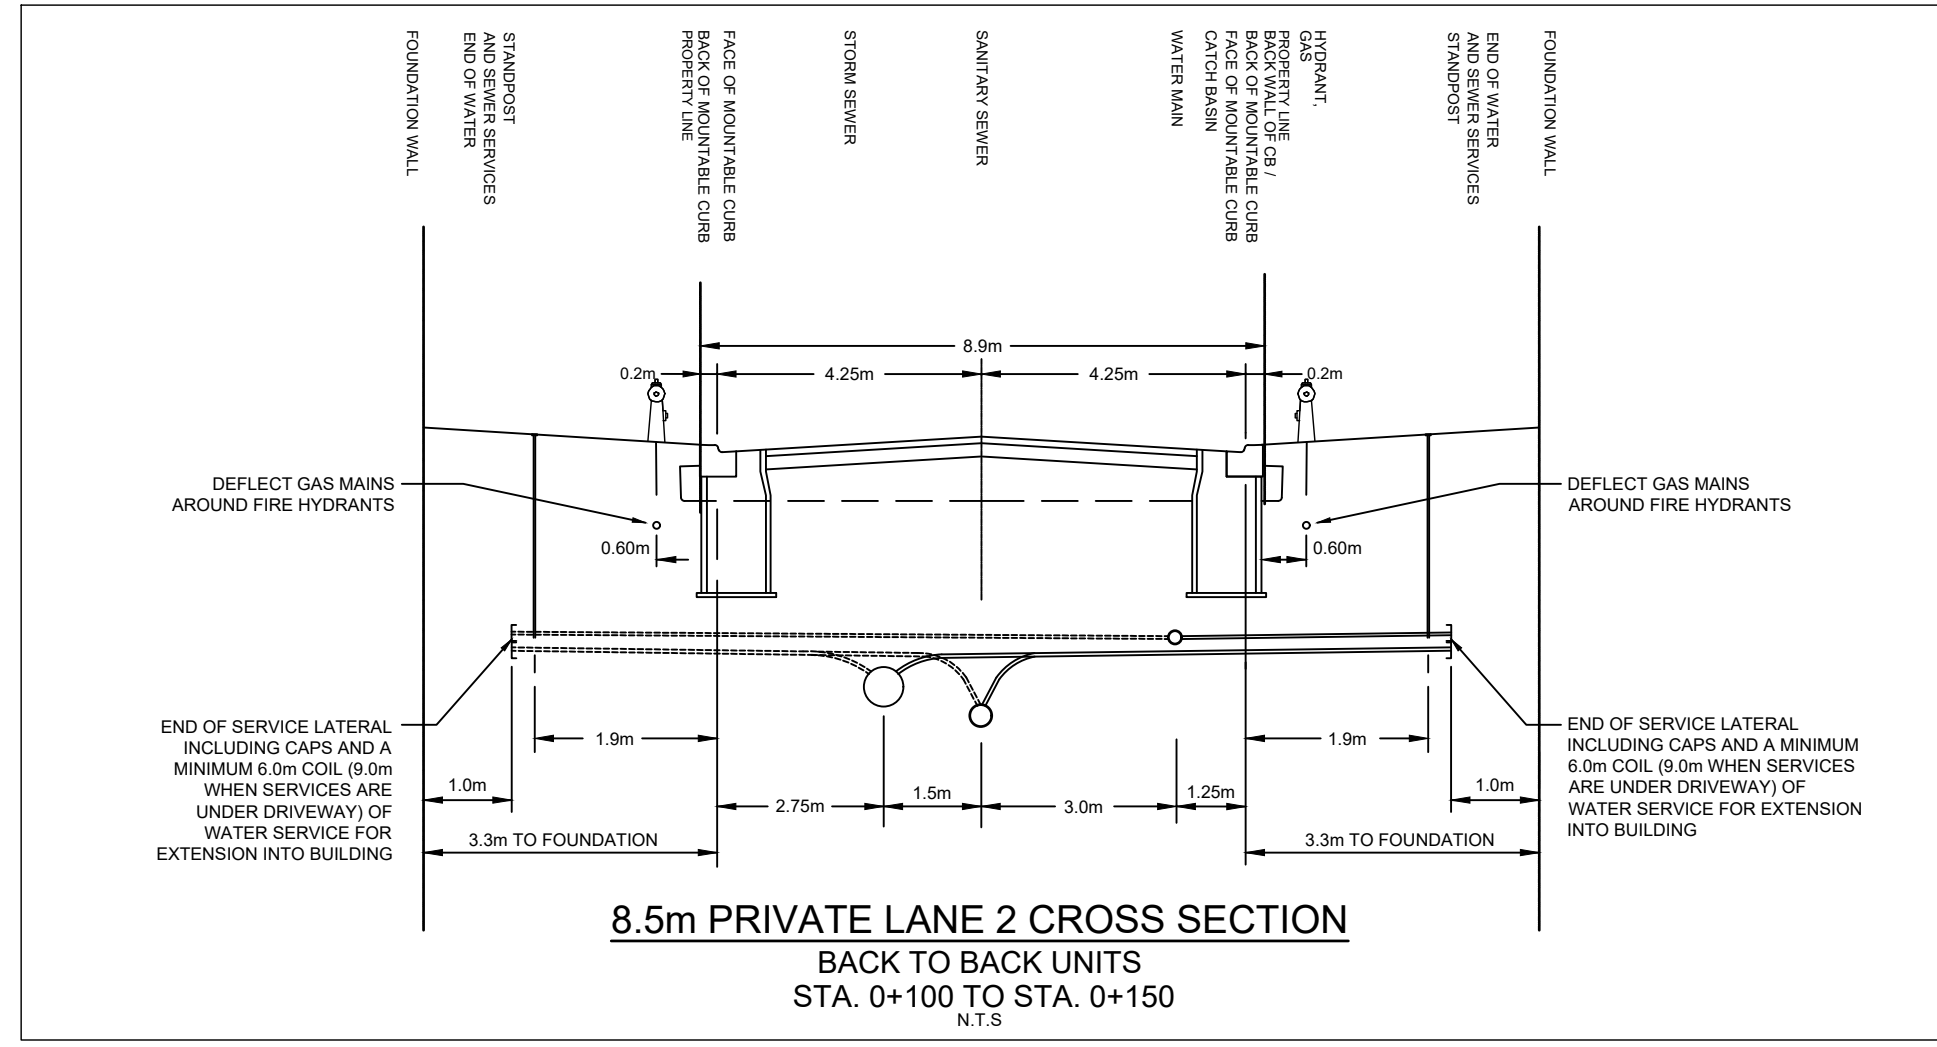 FOUNDATION WALL
STANDPOST
AND SEWER SERVICES
END OF WATER
FACE OF MOUNTABLE CURB
BACK OF MOUNTABLE CURB
PROPERTY LINE
STORM SEWER
SANITARY SEWER
WATER MAIN
HYDRANT,
GAS
PROPERTY LINE
BACK WALL OF CB /
BACK OF MOUNTABLE CURB
FACE OF MOUNTABLE CURB
CATCH BASIN
END OF WATER
AND SEWER SERVICES
STANDPOST
FOUNDATION WALL
8.9m
0.2m
4.25m
4.25m
0.2m
DEFLECT GAS MAINS
AROUND FIRE HYDRANTS
DEFLECT GAS MAINS
AROUND FIRE HYDRANTS
0.60m
0.60m
END OF SERVICE LATERAL
INCLUDING CAPS AND A
MINIMUM 6.0m COIL (9.0m
WHEN SERVICES ARE
UNDER DRIVEWAY) OF
WATER SERVICE FOR
EXTENSION INTO BUILDING
1.9m
1.9m
1.0m
2.75m
1.5m
3.0m
1.25m
1.0m
3.3m TO FOUNDATION
3.3m TO FOUNDATION
END OF SERVICE LATERAL
INCLUDING CAPS AND A MINIMUM
6.0m COIL (9.0m WHEN SERVICES
ARE UNDER DRIVEWAY) OF
WATER SERVICE FOR EXTENSION
INTO BUILDING
8.5m PRIVATE LANE 2 CROSS SECTION
BACK TO BACK UNITS
STA. 0+100 TO STA. 0+150
N.T.S